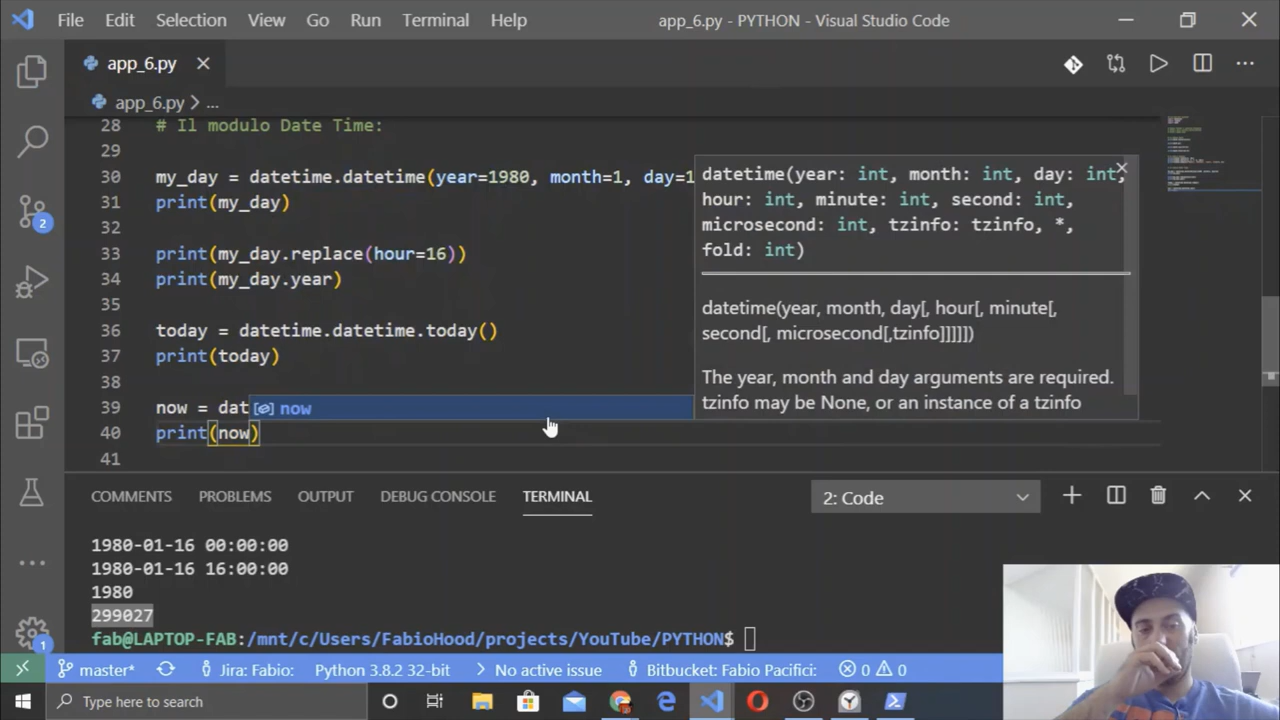 File Edit Selection View Go Run Terminal Help app_6.py - PYTHON - Visual Studio Code
app_6.py
app_6.py > ...
28 # Il modulo Date Time:
29
30 my_day = datetime.datetime(year=1980, month=1, day=1
31 print(my_day)
32
33 print(my_day.replace(hour=16))
34 print(my_day.year)
35
36 today = datetime.datetime.today()
37 print(today)
38
39 now = dat
40 print(now)
41
now
datetime(year: int, month: int, day: int,
hour: int, minute: int, second: int,
microsecond: int, tzinfo: tzinfo, *,
fold: int)
datetime(year, month, day[, hour[, minute[,
second[, microsecond[,tzinfo]]]]])
The year, month and day arguments are required.
tzinfo may be None, or an instance of a tzinfo
2
1
COMMENTS PROBLEMS OUTPUT DEBUG CONSOLE TERMINAL 2: Code
1980-01-16 00:00:00
1980-01-16 16:00:00
1980
299027
fab@LAPTOP-FAB:/mnt/c/Users/FabioHood/projects/YouTube/PYTHON$
master* Jira: Fabio: Python 3.8.2 32-bit No active issue Bitbucket: Fabio Pacifici: 0 0
Type here to search